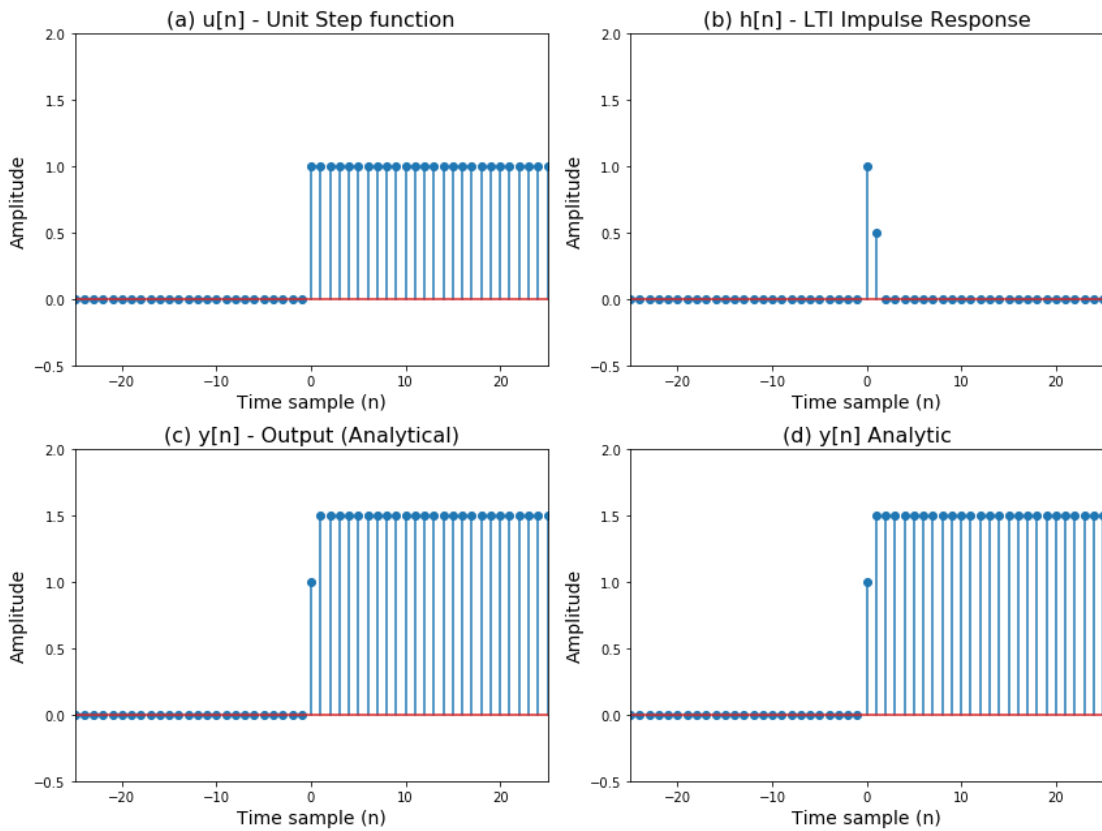 (a) u[n] - Unit Step function
2.0
1.5
1.0
0.5
0.0
−0.5
Amplitude
−20 −10 0 10 20
Time sample (n)
(b) h[n] - LTI Impulse Response
2.0
1.5
1.0
0.5
0.0
−0.5
Amplitude
−20 −10 0 10 20
Time sample (n)
(c) y[n] - Output (Analytical)
2.0
1.5
1.0
0.5
0.0
−0.5
Amplitude
−20 −10 0 10 20
Time sample (n)
(d) y[n] Analytic
2.0
1.5
1.0
0.5
0.0
−0.5
Amplitude
−20 −10 0 10 20
Time sample (n)